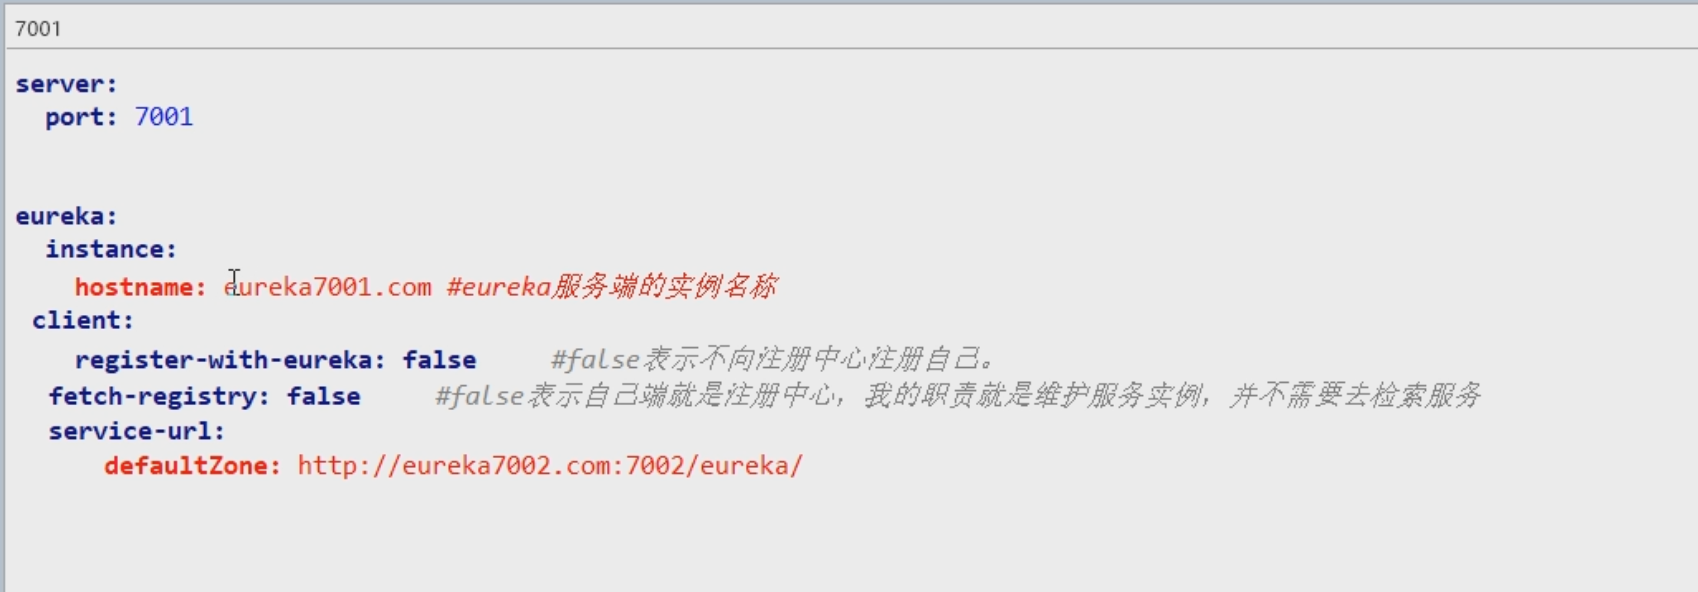 7001
server:
port: 7001
eureka:
instance:
hostname: eureka7001.com #eureka服务端的实例名称
client:
register-with-eureka: false #false表示不向注册中心注册自己。
fetch-registry: false #false表示自己端就是注册中心，我的职责就是维护服务实例，并不需要去检索服务
service-url:
defaultZone: http://eureka7002.com:7002/eureka/